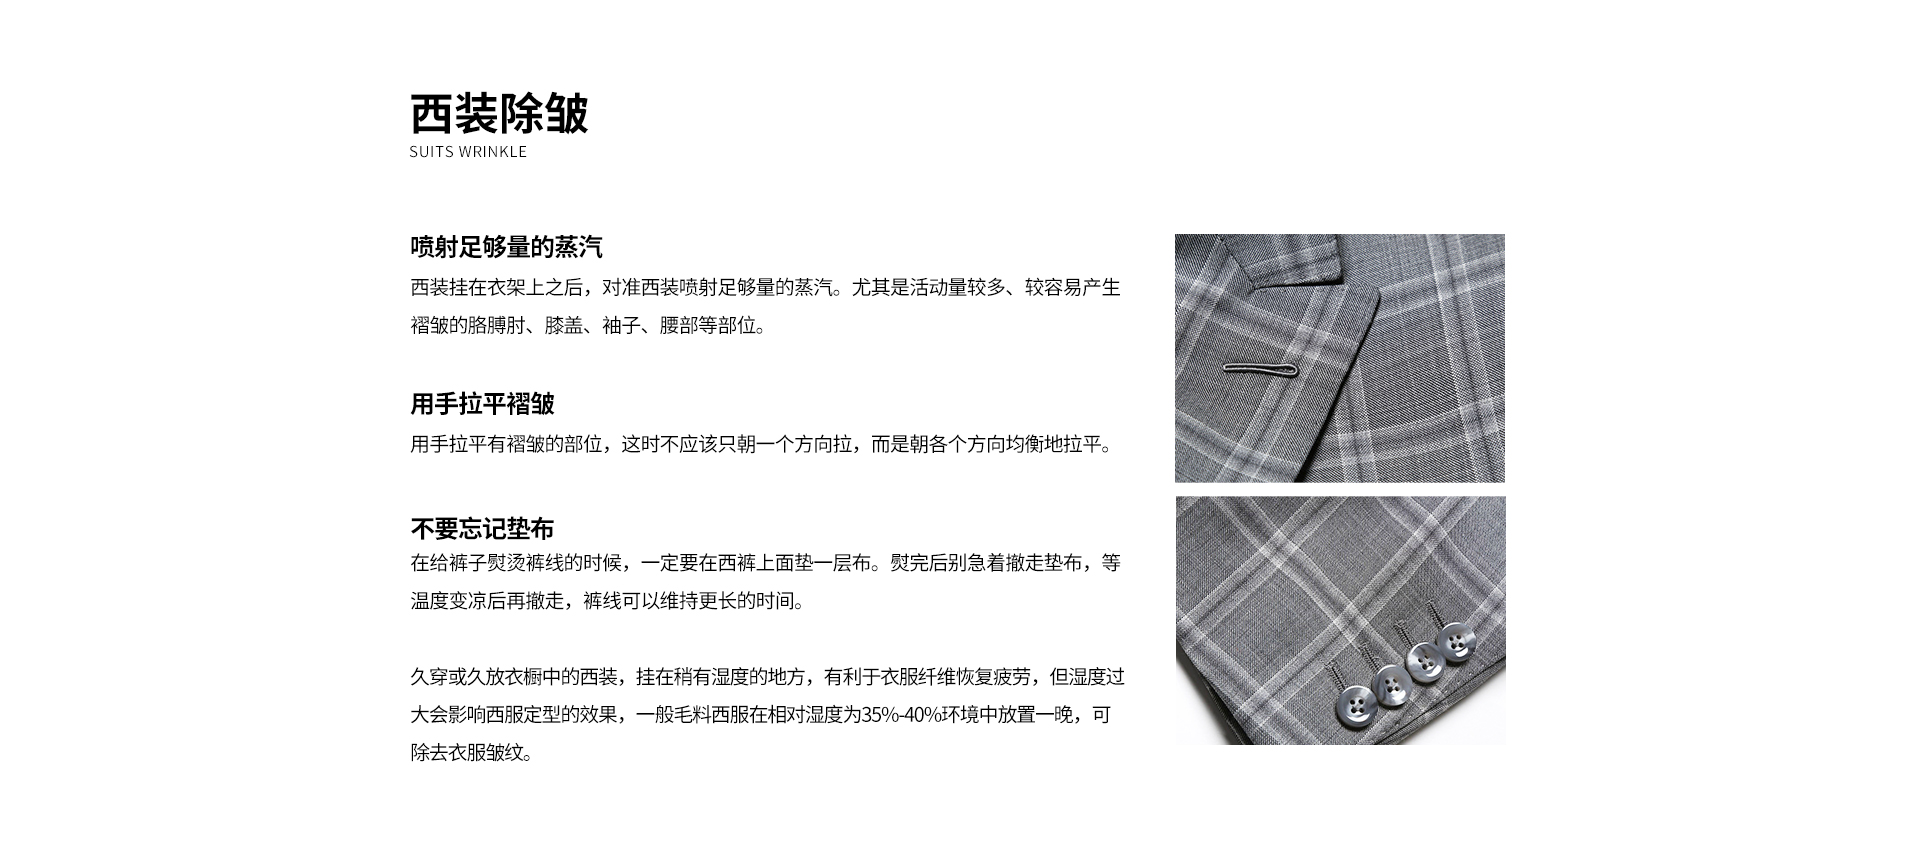 西装除皱
SUITS WRINKLE
喷射足够量的蒸汽
西装挂在衣架上之后，对准西装喷射足够量的蒸汽。尤其是活动量较多、较容易产生
褶皱的胳膊肘、膝盖、袖子、腰部等部位。
用手拉平褶皱
用手拉平有褶皱的部位，这时不应该只朝一个方向拉，而是朝各个方向均衡地拉平。
不要忘记垫布
在给裤子熨烫裤线的时候，一定要在西裤上面垫一层布。熨完后别急着撤走垫布，等
温度变凉后再撤走，裤线可以维持更长的时间。
久穿或久放衣橱中的西装，挂在稍有湿度的地方，有利于衣服纤维恢复疲劳，但湿度过
大会影响西服定型的效果，一般毛料西服在相对湿度为35%-40%环境中放置一晚，可
除去衣服皱纹。